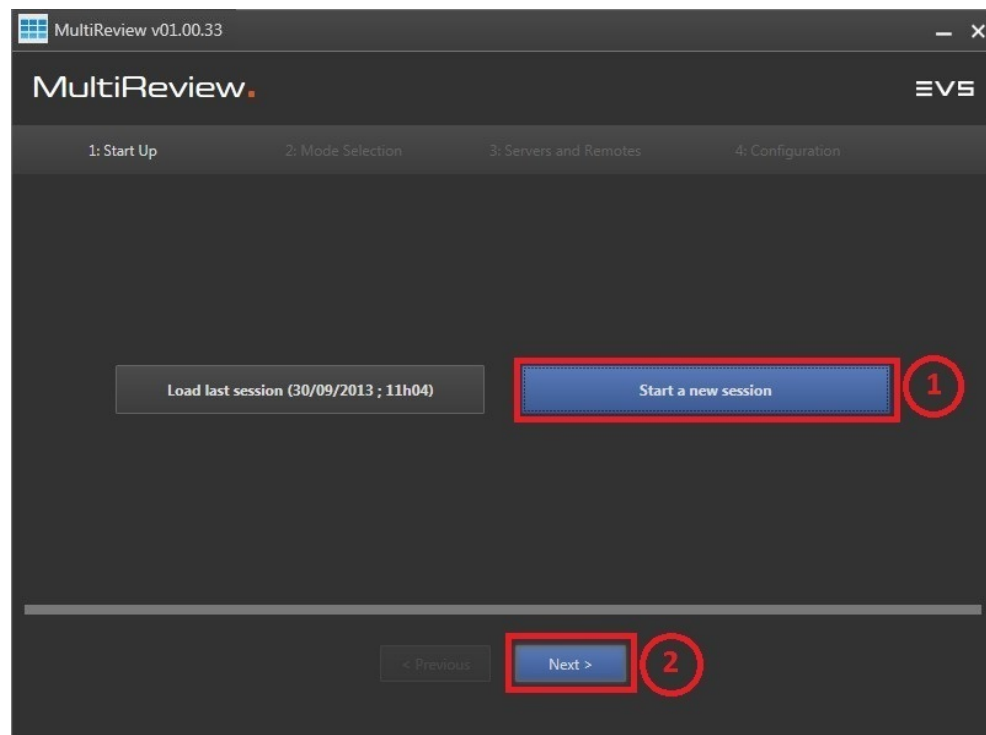 MultiReview v01.00.33
MultiReview.
EVS
1: Start Up 2: Mode Selection 3: Servers and Remotes 4: Configuration
Load last session (30/09/2013 ; 11h04) Start a new session 1
< Previous Next > 2